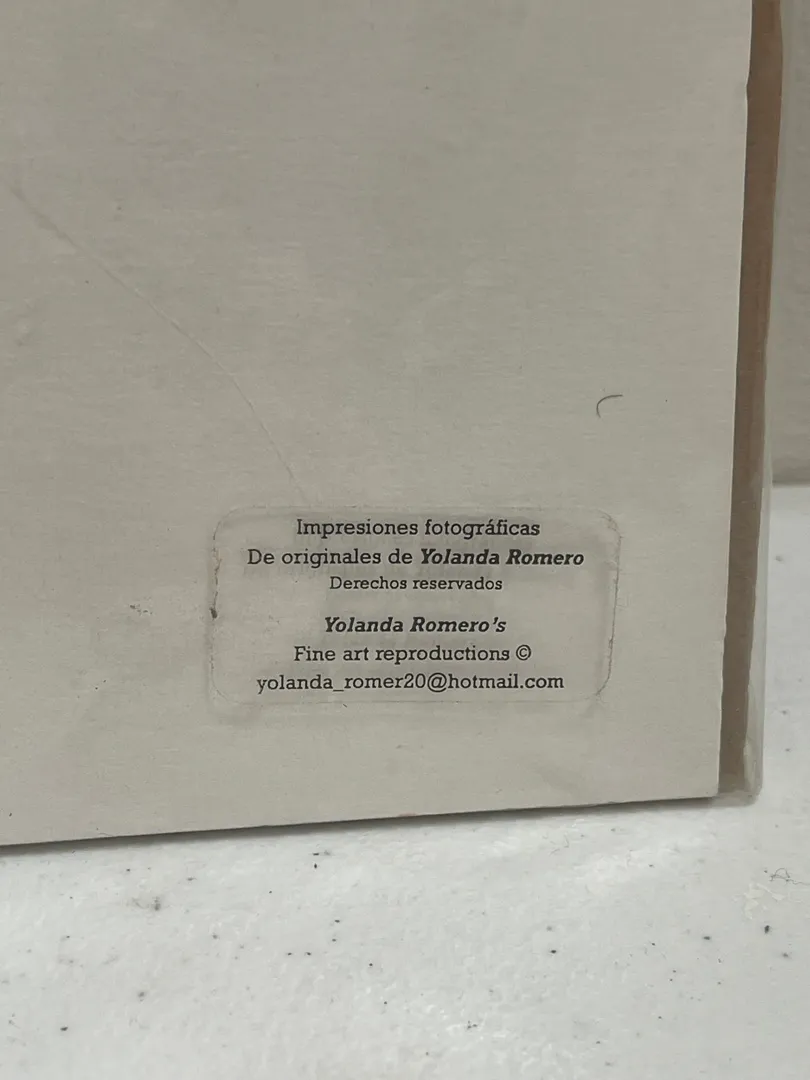 Impresiones fotográficas
De originales de Yolanda Romero
Derechos reservados
Yolanda Romero's
Fine art reproductions ©
yolanda_romer20@hotmail.com